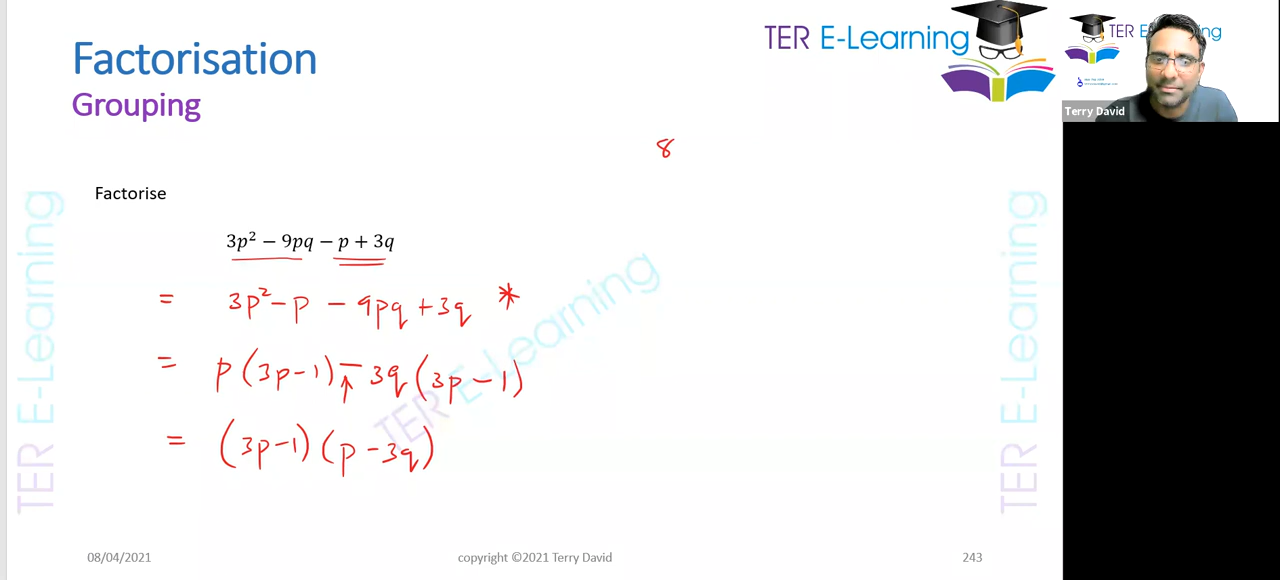 Factorisation
Grouping
TER E-Learning
TER E-Learning
Terry David
8
Factorise
3p² − 9pq − p + 3q
= 3p² − p − 9pq + 3q *
= p(3p − 1) − 3q(3p − 1)
↑
= (3p − 1)(p − 3q)
TER E-Learning
TER E-Learning
TER E-Learning
08/04/2021
copyright ©2021 Terry David
243